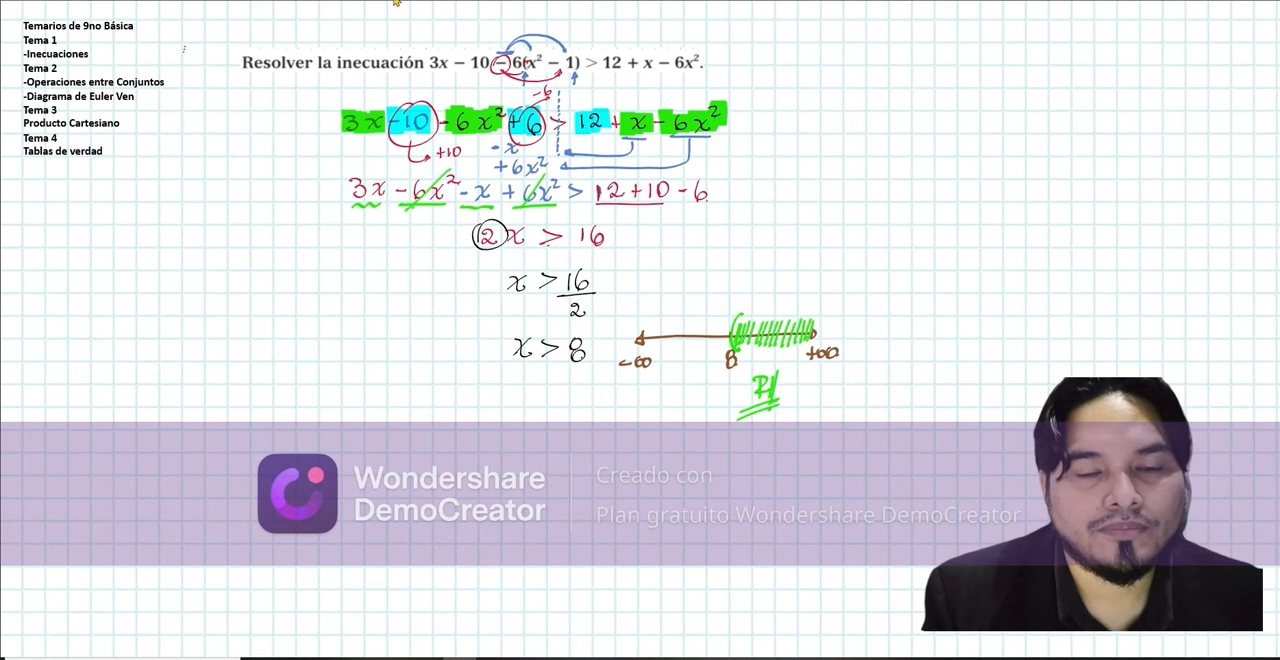 Temarios de 9no Básica
Tema 1
-Inecuaciones
Tema 2
-Operaciones entre Conjuntos
-Diagrama de Euler Ven
Tema 3
Producto Cartesiano
Tema 4
Tablas de verdad
Resolver la inecuación 3x − 10 − 6(x² − 1) > 12 + x − 6x².
-6
3x -10 - 6x² +6 > 12 + x - 6x²
+10
- x
+ 6x²
3x - 6x² - x + 6x² > 12 + 10 - 6
2x > 16
x > 16
2
x > 8
-∞ 8 +∞
Wondershare
DemoCreator
Creado con
Plan gratuito Wondershare DemoCreator